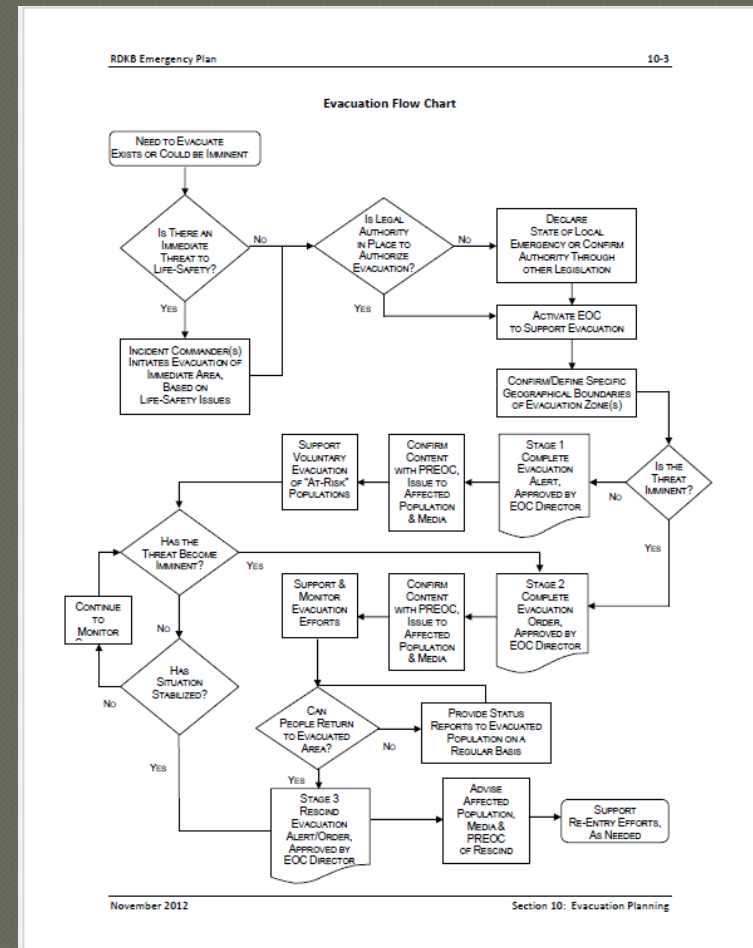 RDKB Emergency Plan
10-3
Evacuation Flow Chart
NEED TO EVACUATE
EXISTS OR COULD BE IMMINENT
IS THERE AN
IMMEDIATE
THREAT TO
LIFE-SAFETY?
NO
YES
INCIDENT COMMANDER(S)
INITIATES EVACUATION OF
IMMEDIATE AREA,
BASED ON
LIFE-SAFETY ISSUES
IS LEGAL
AUTHORITY
IN PLACE TO
AUTHORIZE
EVACUATION?
NO
YES
DECLARE
STATE OF LOCAL
EMERGENCY OR CONFIRM
AUTHORITY THROUGH
OTHER LEGISLATION
ACTIVATE EOC
TO SUPPORT EVACUATION
CONFIRM/DEFINE SPECIFIC
GEOGRAPHICAL BOUNDARIES
OF EVACUATION ZONE(S)
IS THE
THREAT
IMMINENT?
NO
YES
STAGE 1
COMPLETE
EVACUATION
ALERT,
APPROVED BY
EOC DIRECTOR
CONFIRM
CONTENT
WITH PREOC,
ISSUE TO
AFFECTED
POPULATION
& MEDIA
SUPPORT
VOLUNTARY
EVACUATION
OF "AT-RISK"
POPULATIONS
HAS THE
THREAT BECOME
IMMINENT?
YES
NO
CONTINUE
TO
MONITOR
HAS
SITUATION
STABILIZED?
NO
YES
STAGE 2
COMPLETE
EVACUATION
ORDER,
APPROVED BY
EOC DIRECTOR
CONFIRM
CONTENT
WITH PREOC,
ISSUE TO
AFFECTED
POPULATION
& MEDIA
SUPPORT &
MONITOR
EVACUATION
EFFORTS
CAN
PEOPLE RETURN
TO EVACUATED
AREA?
NO
YES
PROVIDE STATUS
REPORTS TO EVACUATED
POPULATION ON A
REGULAR BASIS
STAGE 3
RESCIND
EVACUATION
ALERT/ORDER,
APPROVED BY
EOC DIRECTOR
ADVISE
AFFECTED
POPULATION,
MEDIA &
PREOC
OF RESCIND
SUPPORT
RE-ENTRY EFFORTS,
AS NEEDED
November 2012
Section 10: Evacuation Planning